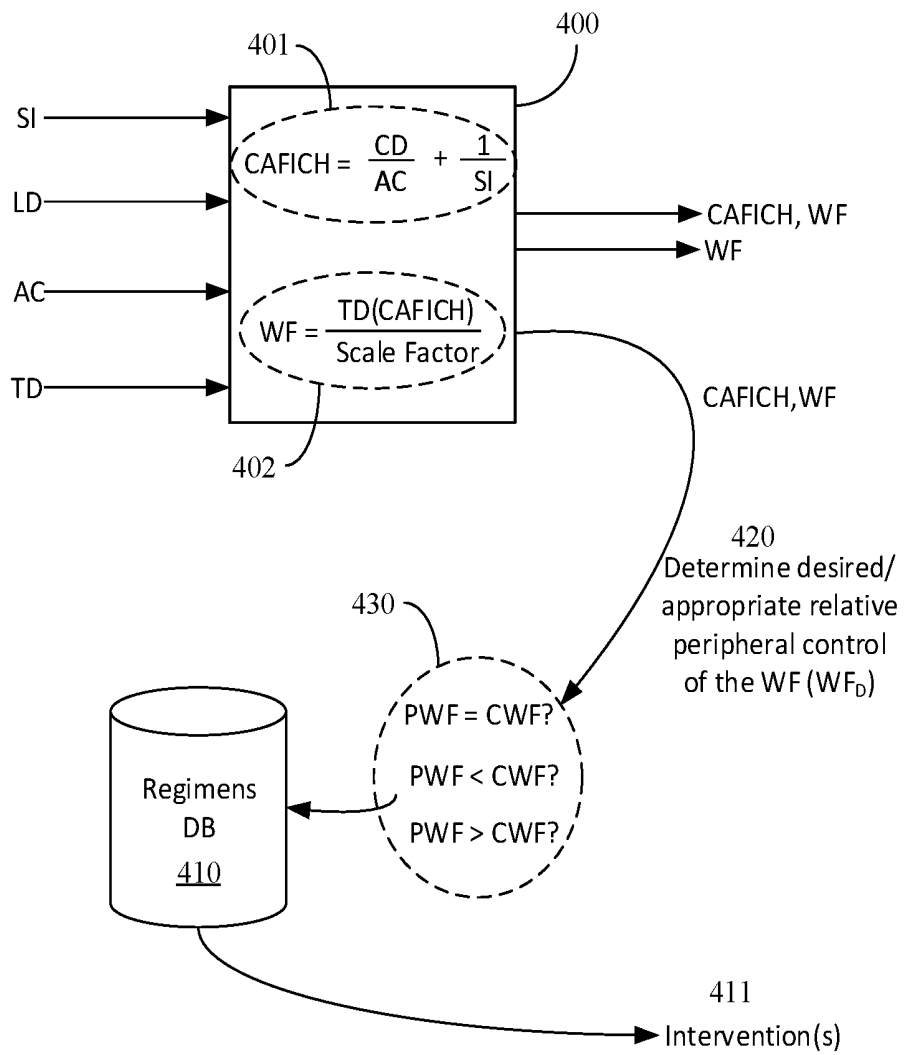 401
400
SI
CAFICH = CD/AC + 1/SI
LD
CAFICH, WF
WF
AC
WF = TD(CAFICH)/Scale Factor
TD
CAFICH,WF
402
420
Determine desired/
appropriate relative
peripheral control
of the WF (WF_D)
430
PWF = CWF?
PWF < CWF?
PWF > CWF?
Regimens
DB
410
411
Intervention(s)